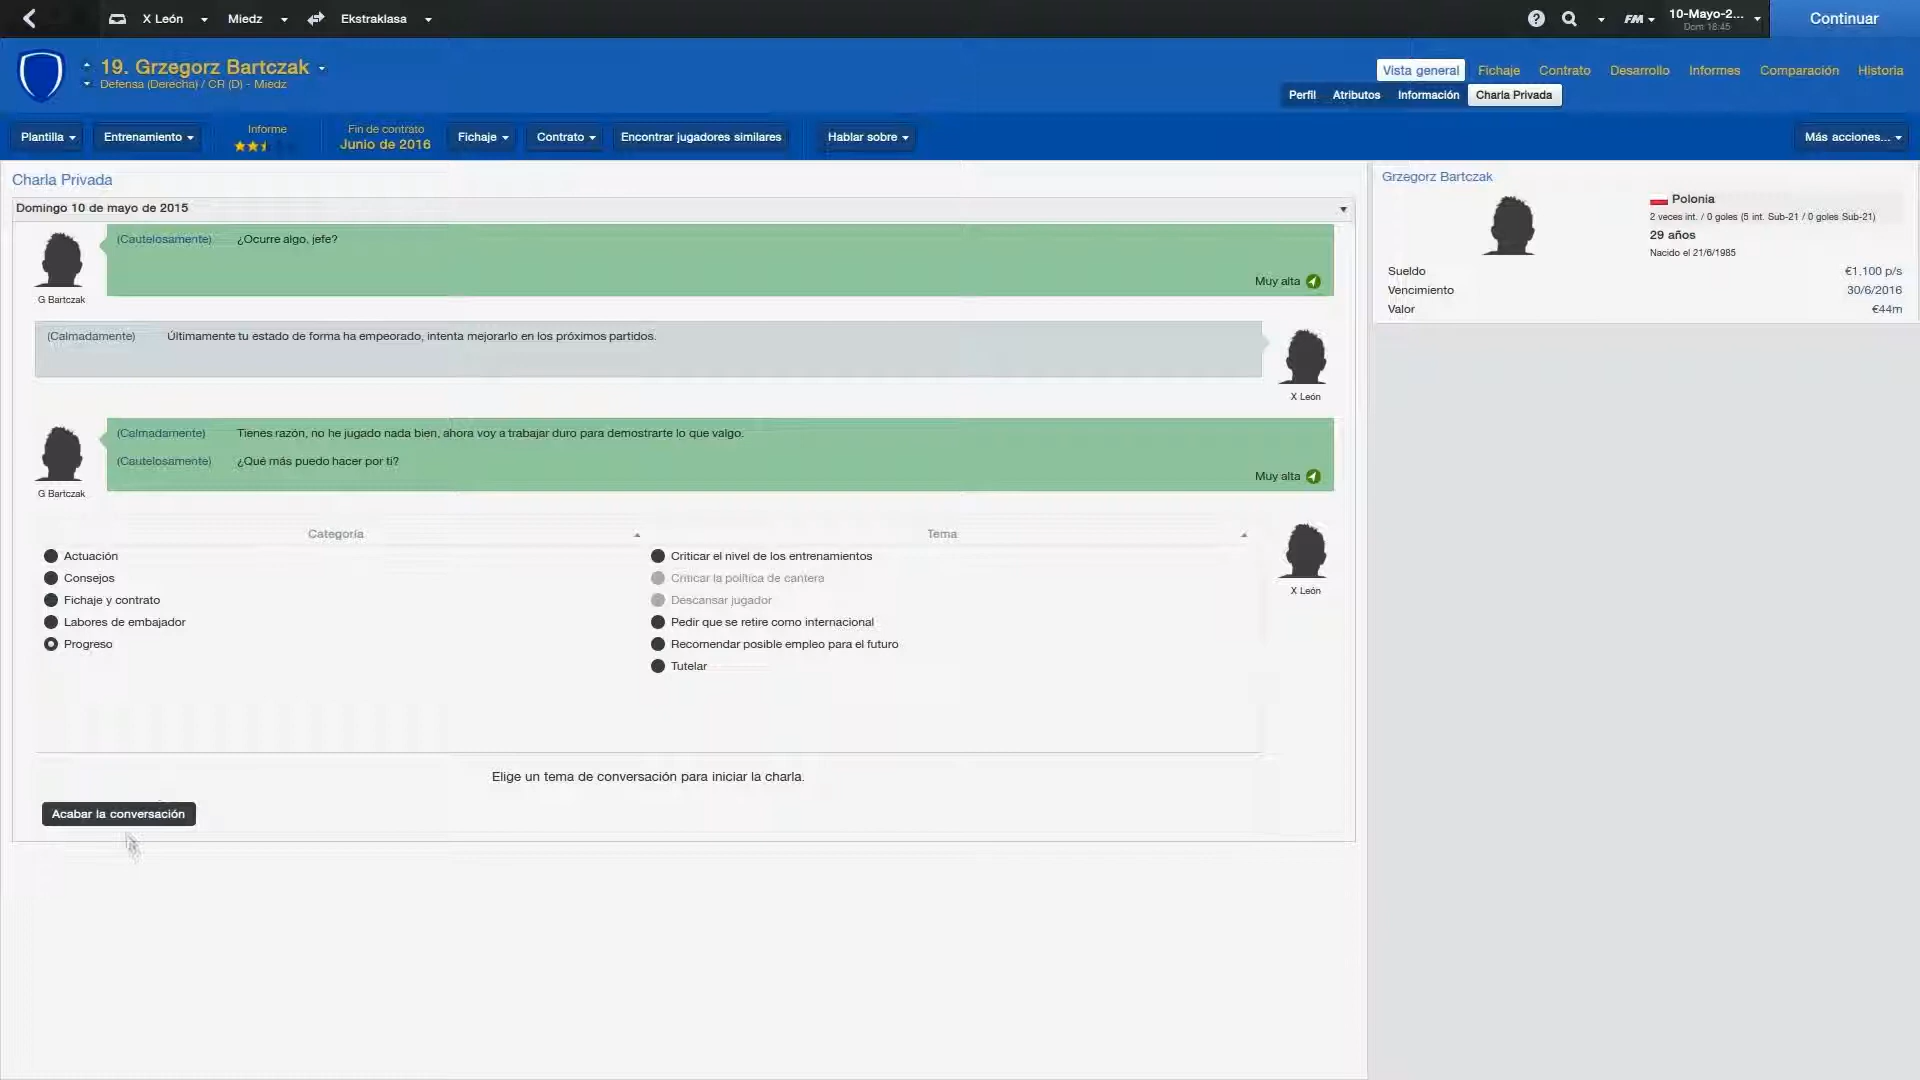 X León
Miedz
Ekstraklasa
FM
10-Mayo-2...
Dom 18:45
Continuar
19. Grzegorz Bartczak
Defensa (Derecha) / CR (D) - Miedz
Vista general
Fichaje
Contrato
Desarrollo
Informes
Comparación
Historia
Perfil
Atributos
Información
Charla Privada
Plantilla
Entrenamiento
Informe
Fin de contrato
Junio de 2016
Fichaje
Contrato
Encontrar jugadores similares
Hablar sobre
Más acciones...
Charla Privada
Domingo 10 de mayo de 2015
(Cautelosamente) ¿Ocurre algo, jefe?
Muy alta
G Bartczak
(Calmadamente) Últimamente tu estado de forma ha empeorado, intenta mejorarlo en los próximos partidos.
X León
(Calmadamente) Tienes razón, no he jugado nada bien, ahora voy a trabajar duro para demostrarte lo que valgo.
(Cautelosamente) ¿Qué más puedo hacer por ti?
Muy alta
G Bartczak
Categoría
Tema
Actuación
Consejos
Fichaje y contrato
Labores de embajador
Progreso
Criticar el nivel de los entrenamientos
Criticar la política de cantera
Descansar jugador
Pedir que se retire como internacional
Recomendar posible empleo para el futuro
Tutelar
X León
Elige un tema de conversación para iniciar la charla.
Acabar la conversación
Grzegorz Bartczak
Polonia
2 veces int. / 0 goles (5 int. Sub-21 / 0 goles Sub-21)
29 años
Nacido el 21/6/1985
Sueldo €1,100 p/s
Vencimiento 30/6/2016
Valor €44m